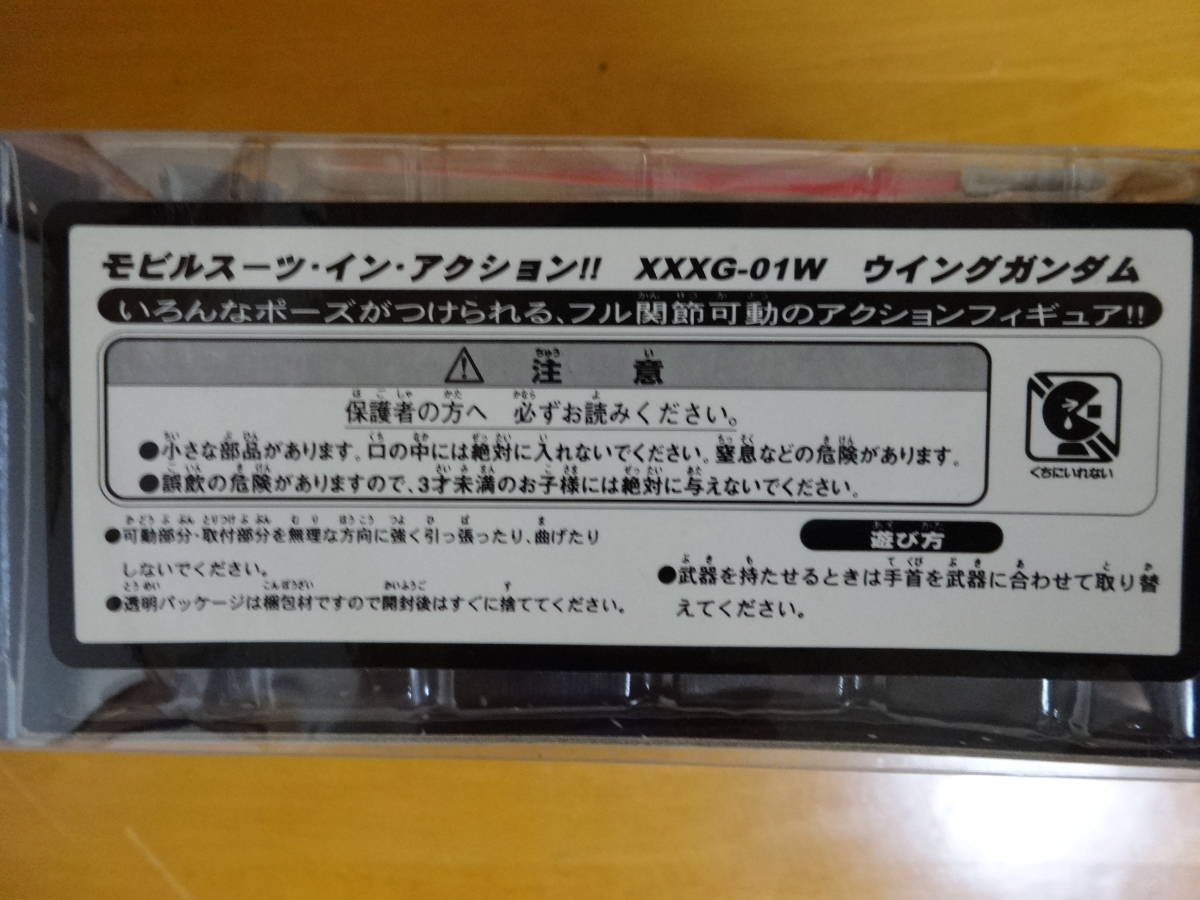 モビルスーツ・イン・アクション!! XXXG-01W ウイングガンダム
いろんなポーズがつけられる、フル関節可動のアクションフィギュア!!
⚠ 注意
保護者の方へ 必ずお読みください。
●小さな部品があります。口の中には絶対に入れないでください。窒息などの危険があります。
●誤飲の危険がありますので、3才未満のお子様には絶対に与えないでください。
くちにいれない
●可動部分・取付部分を無理な方向に強く引っ張ったり、曲げたり
しないでください。
●透明パッケージは梱包材ですので開封後はすぐに捨ててください。
遊び方
●武器を持たせるときは手首を武器に合わせて取り替
えてください。